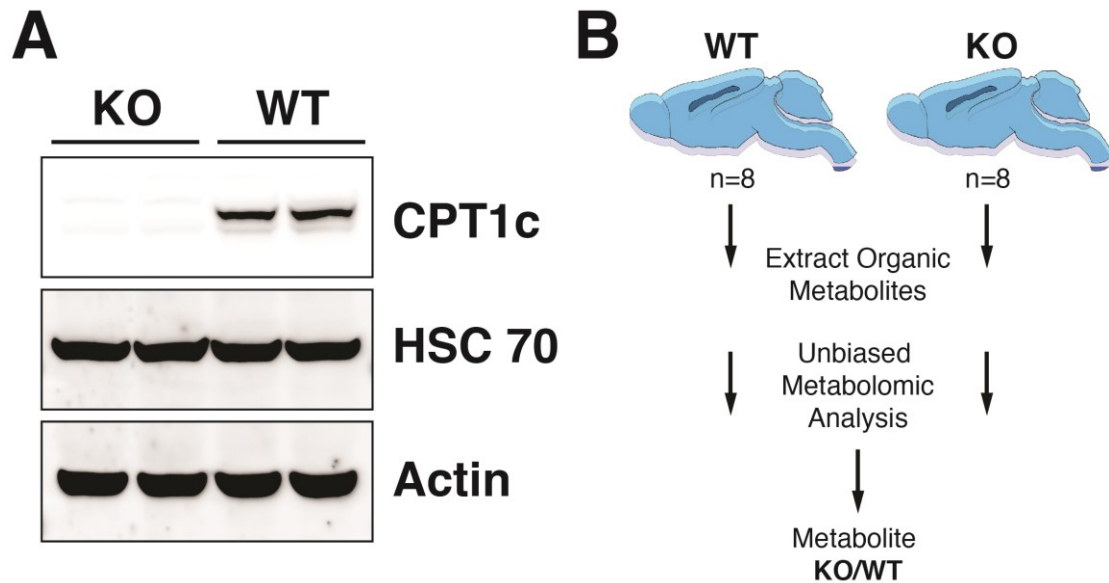 A
KO WT
CPT1c
HSC 70
Actin
B
WT KO
n=8 n=8
Extract Organic
Metabolites
Unbiased
Metabolomic
Analysis
Metabolite
KO/WT